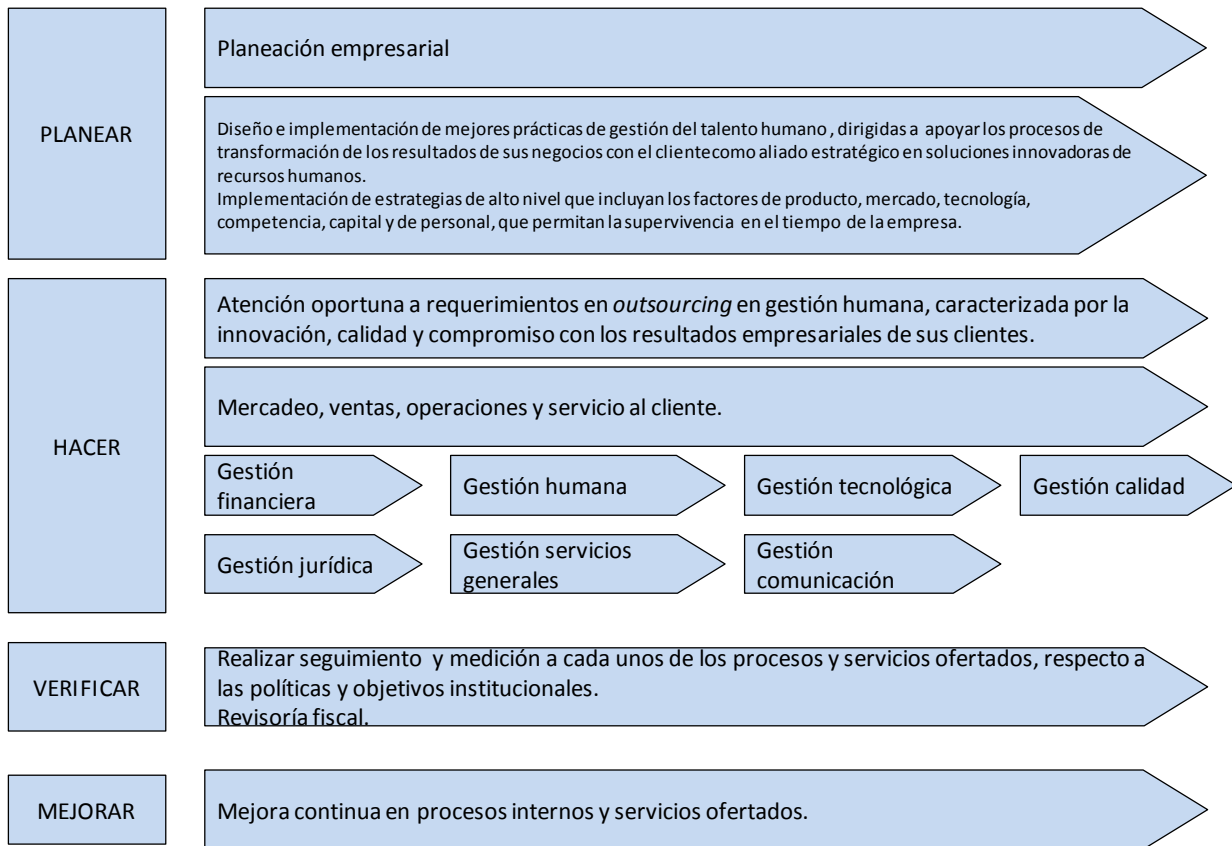 PLANEAR
Planeación empresarial
Diseño e implementación de mejores prácticas de gestión del talento humano , dirigidas a apoyar los procesos de
transformación de los resultados de sus negocios con el clientecomo aliado estratégico en soluciones innovadoras de
recursos humanos.
Implementación de estrategias de alto nivel que incluyan los factores de producto, mercado, tecnología,
competencia, capital y de personal, que permitan la supervivencia en el tiempo de la empresa.
HACER
Atención oportuna a requerimientos en outsourcing en gestión humana, caracterizada por la
innovación, calidad y compromiso con los resultados empresariales de sus clientes.
Mercadeo, ventas, operaciones y servicio al cliente.
Gestión
financiera
Gestión humana
Gestión tecnológica
Gestión calidad
Gestión jurídica
Gestión servicios
generales
Gestión
comunicación
VERIFICAR
Realizar seguimiento y medición a cada unos de los procesos y servicios ofertados, respecto a
las políticas y objetivos institucionales.
Revisoría fiscal.
MEJORAR
Mejora continua en procesos internos y servicios ofertados.